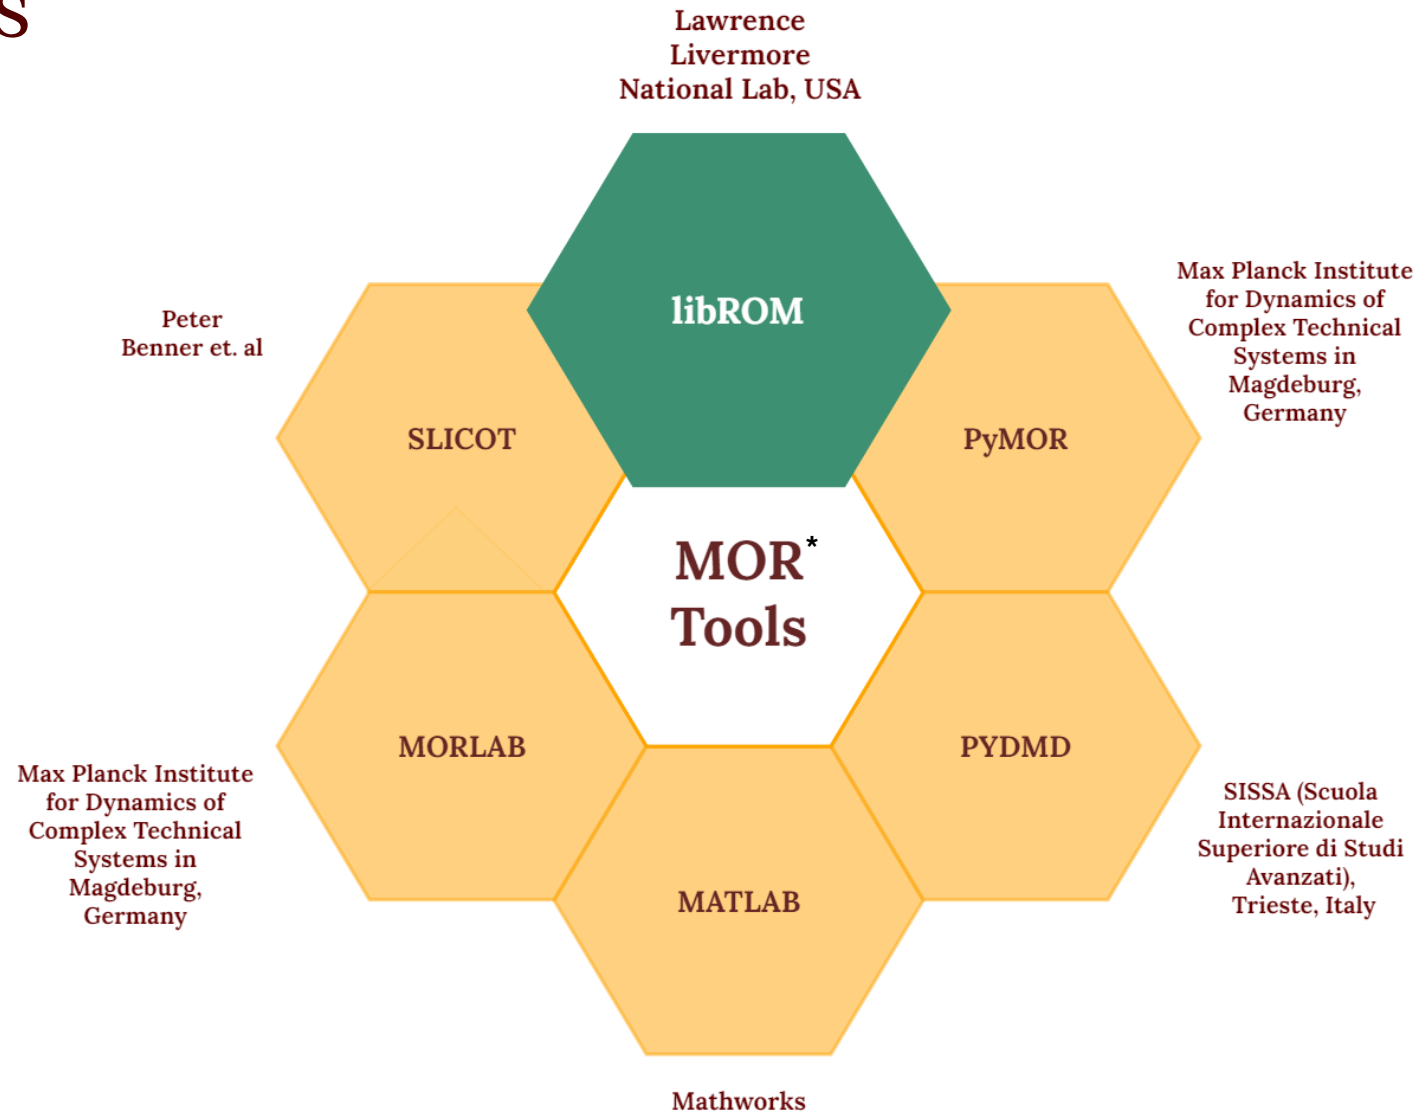 s
Lawrence
Livermore
National Lab, USA
libROM
Peter
Benner et. al
SLICOT
Max Planck Institute
for Dynamics of
Complex Technical
Systems in
Magdeburg,
Germany
PyMOR
MOR*
Tools
MORLAB
Max Planck Institute
for Dynamics of
Complex Technical
Systems in
Magdeburg,
Germany
PYDMD
SISSA (Scuola
Internazionale
Superiore di Studi
Avanzati),
Trieste, Italy
MATLAB
Mathworks